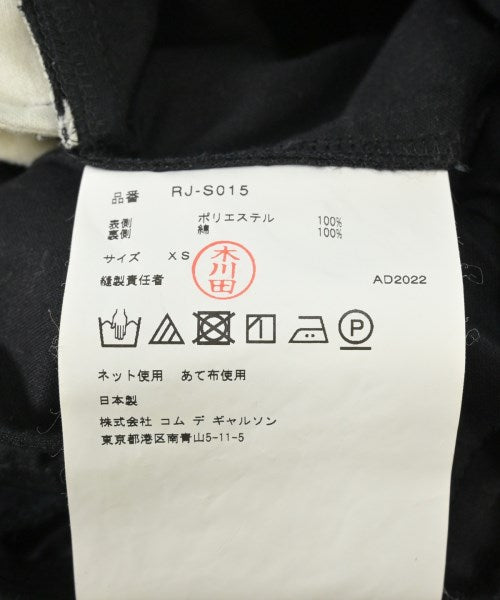 品番 RJ-S015
表側 ポリエステル 100%
裏側 綿 100%
サイズ XS
木川田
縫製責任者 AD2022
P
ネット使用 あて布使用
日本製
株式会社 コム デ ギャルソン
東京都港区南青山5-11-5